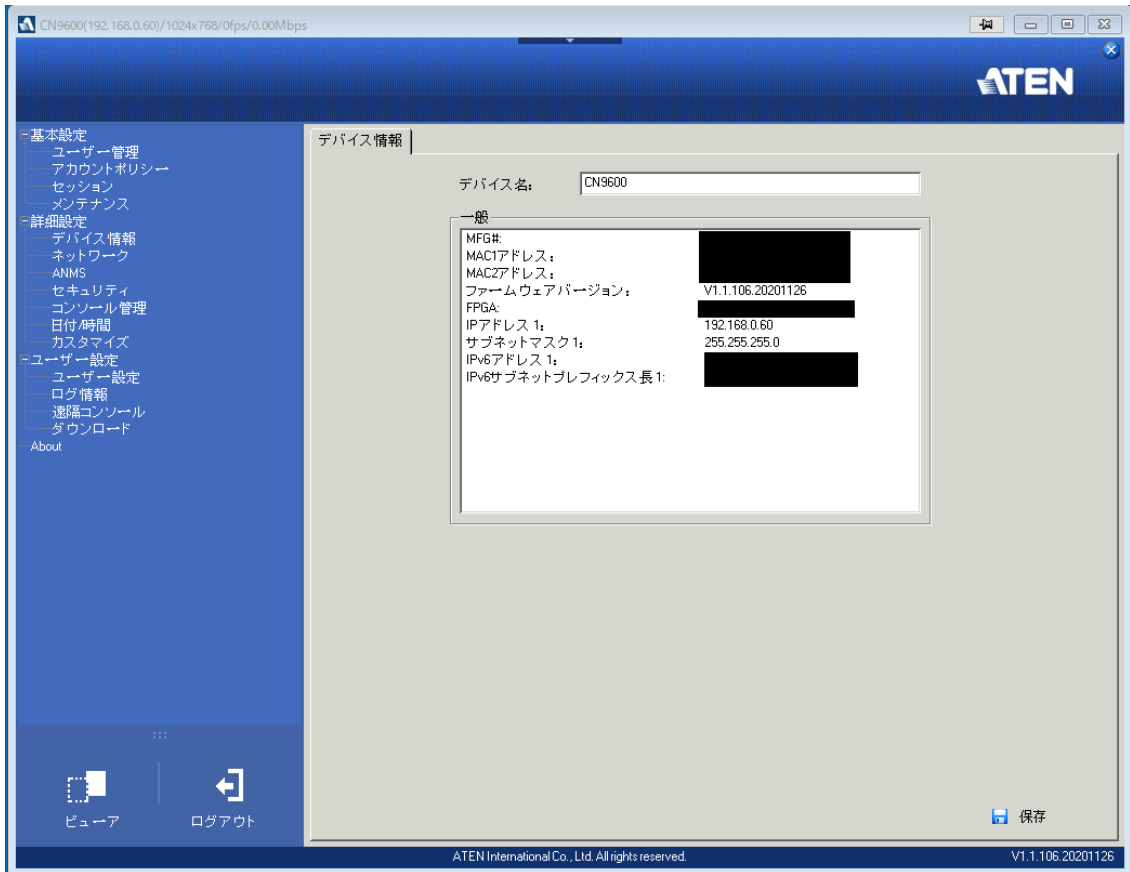 CN9600(192.168.0.60)/1024x768/0fps/0.00Mbps
ATEN
基本設定
ユーザー管理
アカウントポリシー
セッション
メンテナンス
詳細設定
デバイス情報
ネットワーク
ANMS
セキュリティ
コンソール管理
日付/時間
カスタマイズ
ユーザー設定
ユーザー設定
ログ情報
遠隔コンソール
ダウンロード
About
ビューア
ログアウト
デバイス情報
デバイス名: CN9600
一般
MFG#:
MAC1アドレス:
MAC2アドレス:
ファームウェアバージョン: V1.1.106.20201126
FPGA:
IPアドレス 1: 192.168.0.60
サブネットマスク 1: 255.255.255.0
IPv6アドレス 1:
IPv6サブネットプレフィックス長 1:
保存
ATEN International Co., Ltd. All rights reserved.
V1.1.106.20201126